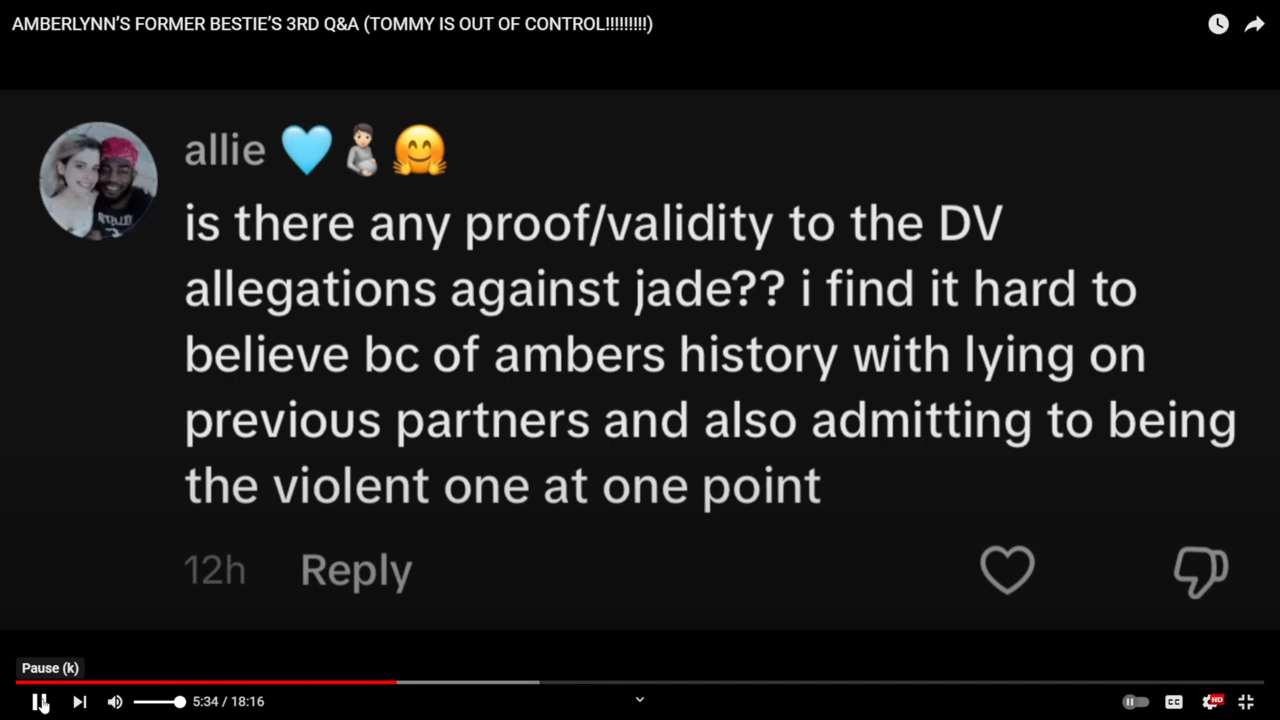 AMBERLYNN’S FORMER BESTIE’S 3RD Q&A (TOMMY IS OUT OF CONTROL!!!!!!!!!)
allie 🩵🫃🏻🤗
is there any proof/validity to the DV
allegations against jade?? i find it hard to
believe bc of ambers history with lying on
previous partners and also admitting to being
the violent one at one point
12h Reply
Pause (k)
5:34 / 18:16
CC HD